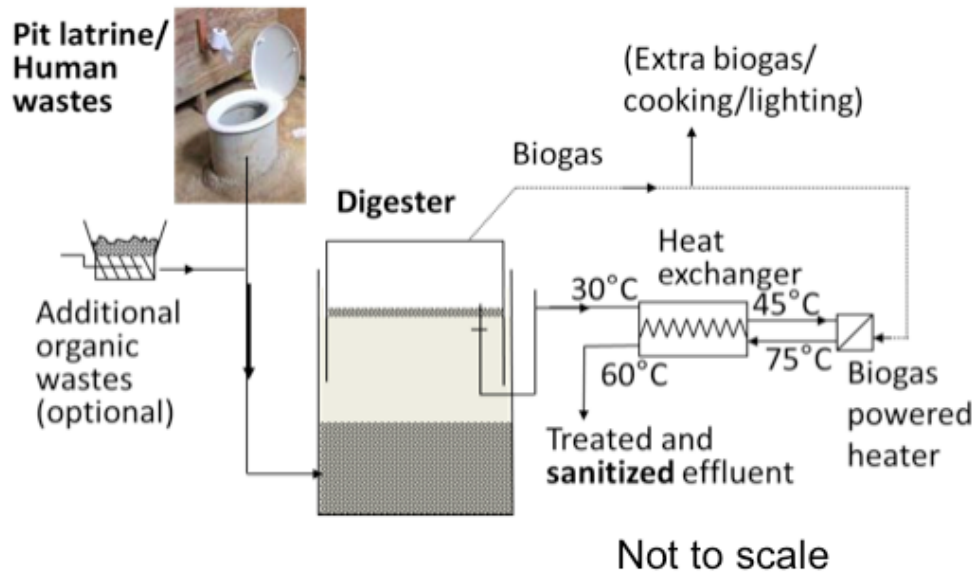 Pit latrine/
Human
wastes
(Extra biogas/
cooking/lighting)
Biogas
Digester
Heat
exchanger
30°C
45°C
75°C
60°C
Additional
organic
wastes
(optional)
Biogas
powered
heater
Treated and
sanitized effluent
Not to scale